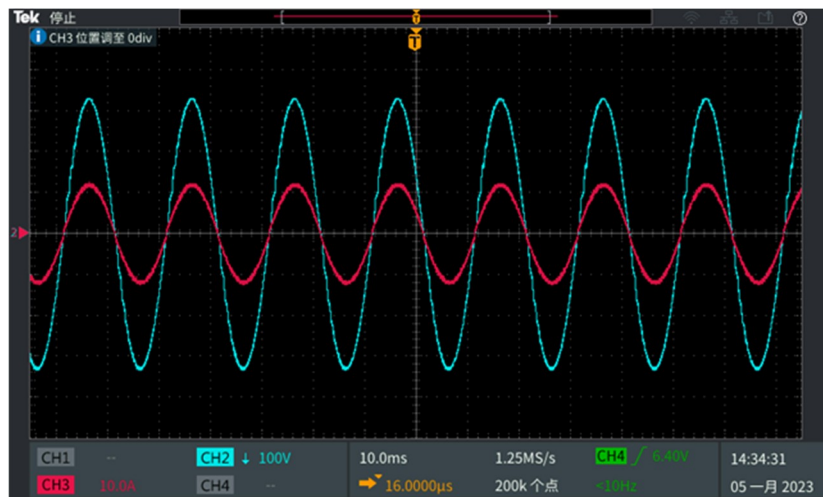 Tek 停止
T
i CH3 位置调至 0div
T
2
CH1 -- CH2 ↓ 100V 10.0ms 1.25MS/s CH4 / 6.40V 14:34:31
CH3 10.0A CH4 -- 16.0000µs 200k 个点 <10Hz 05 一月 2023